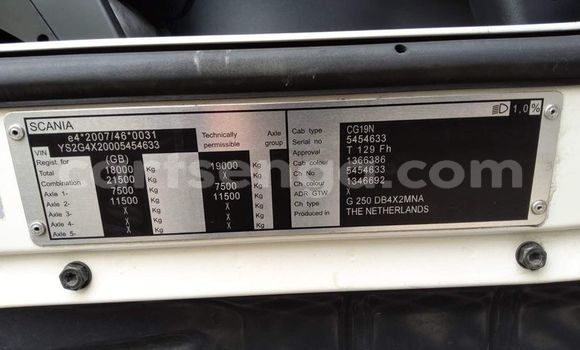 SCANIA
e4*2007/46*0031
VIN YS2G4X20005454633
Regist. for (GB) Technically permissible Axle group
Total 18000 Kg 19000 Kg
Combination 21500 Kg X Kg
Axle 1- 7500 Kg 7500 Kg
Axle 2- 11500 Kg 11500 Kg
Axle 3- X Kg X Kg
Axle 4- X Kg X Kg
Axle 5- X Kg X Kg
1.0 %
Cab type CG19N
Serial no 5454633
Approval T 129 Fh
Cab colour 1366386
Ch no 5454633
Ch colour 1346692
ADR GTW X
Ch type G 250 DB4X2MNA
Produced in THE NETHERLANDS